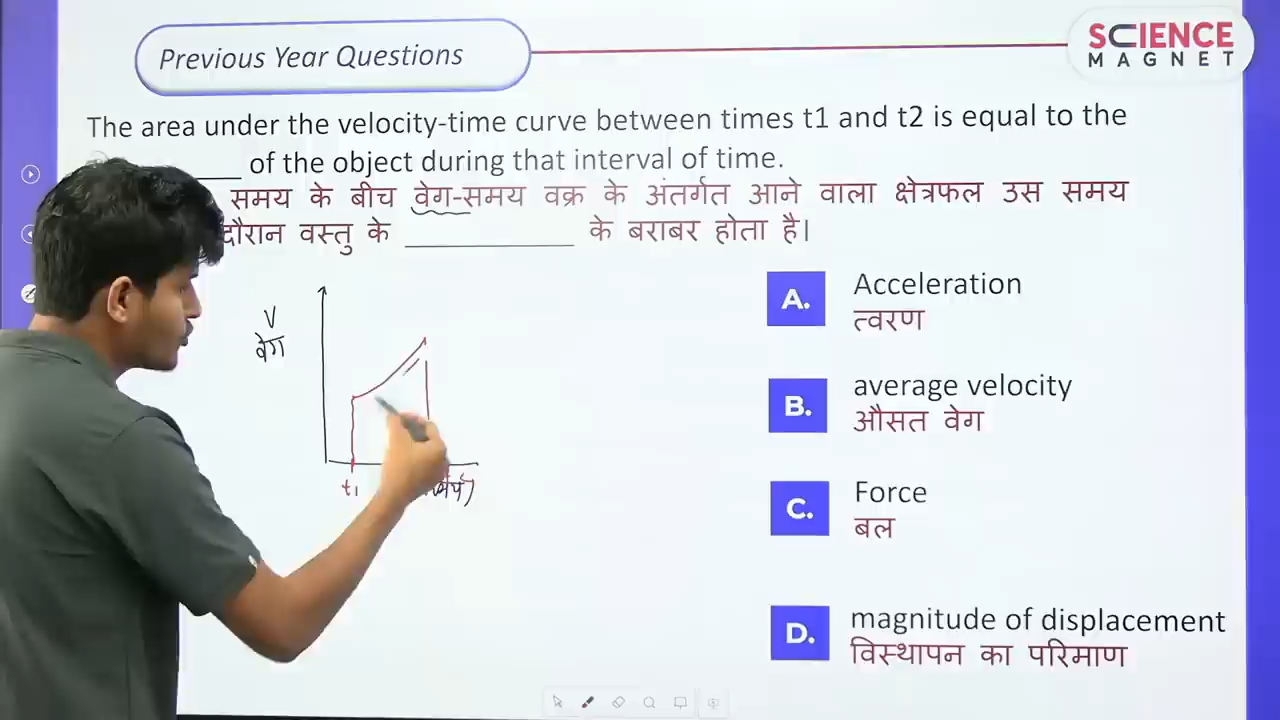 Previous Year Questions
SCIENCE
MAGNET
The area under the velocity-time curve between times t1 and t2 is equal to the
____ of the object during that interval of time.
समय के बीच वेग-समय वक्र के अंतर्गत आने वाला क्षेत्रफल उस समय
दौरान वस्तु के ____________ के बराबर होता है।
V
वेग
t1
A. Acceleration
त्वरण
B. average velocity
औसत वेग
C. Force
बल
D. magnitude of displacement
विस्थापन का परिमाण